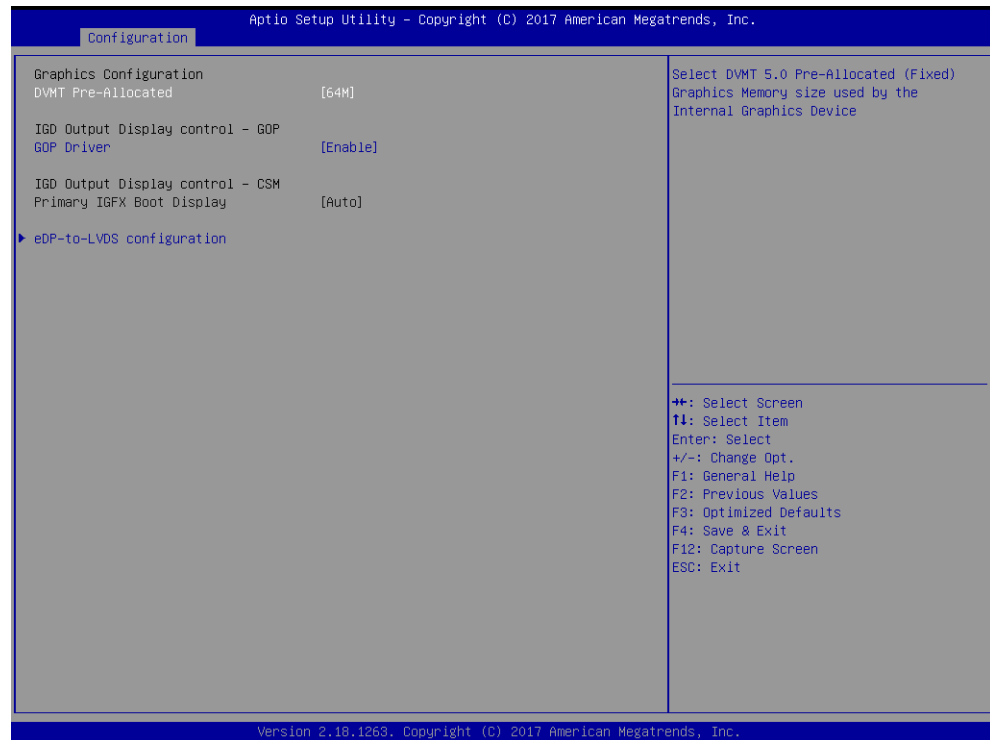 Aptio Setup Utility – Copyright (C) 2017 American Megatrends, Inc.
Configuration
Graphics Configuration
DVMT Pre-Allocated [64M]
IGD Output Display control – GOP
GOP Driver [Enable]
IGD Output Display control – CSM
Primary IGFX Boot Display [Auto]
eDP-to-LVDS configuration
Select DVMT 5.0 Pre-Allocated (Fixed)
Graphics Memory size used by the
Internal Graphics Device
→←: Select Screen
↑↓: Select Item
Enter: Select
+/-: Change Opt.
F1: General Help
F2: Previous Values
F3: Optimized Defaults
F4: Save & Exit
F12: Capture Screen
ESC: Exit
Version 2.18.1263. Copyright (C) 2017 American Megatrends, Inc.